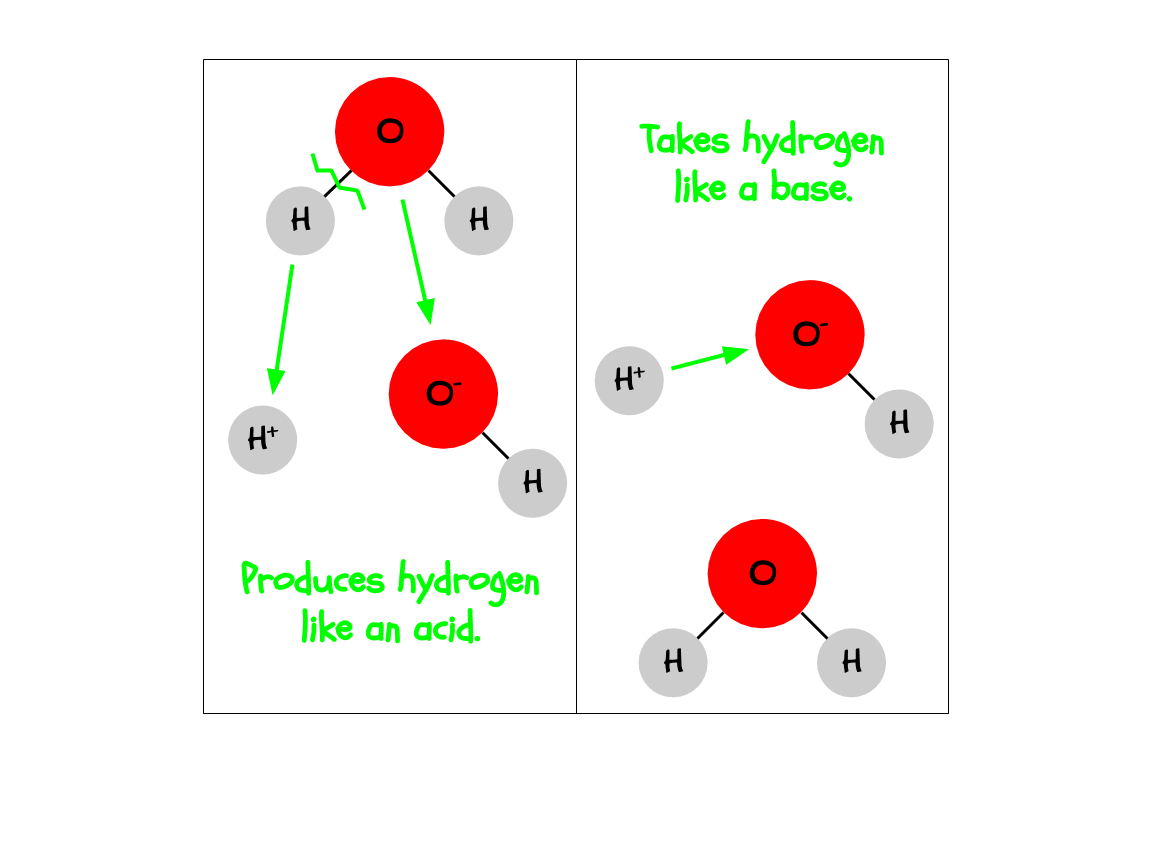 O
H H
H⁺
O⁻
H
Produces hydrogen
like an acid.
Takes hydrogen
like a base.
O⁻
H⁺
H
O
H H